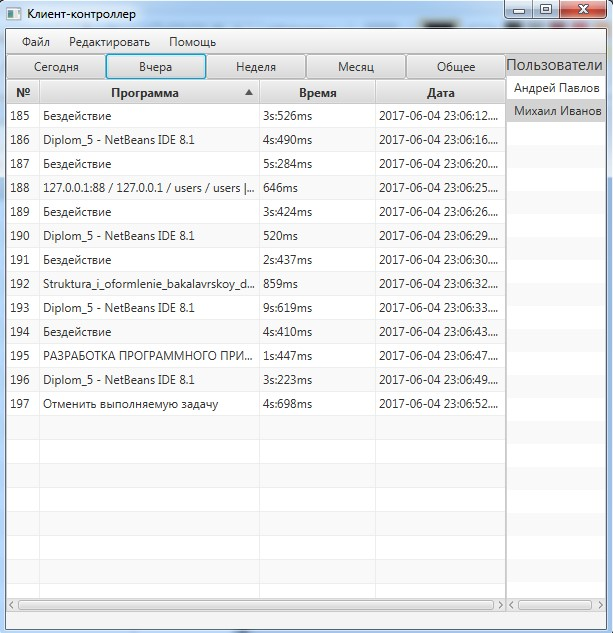 Клиент-контроллер
Файл Редактировать Помощь
Сегодня Вчера Неделя Месяц Общее Пользователи
№ Программа Время Дата
Андрей Павлов
Михаил Иванов
185 Бездействие 3s:526ms 2017-06-04 23:06:12....
186 Diplom_5 - NetBeans IDE 8.1 4s:490ms 2017-06-04 23:06:16....
187 Бездействие 5s:284ms 2017-06-04 23:06:20....
188 127.0.0.1:88 / 127.0.0.1 / users / users |... 646ms 2017-06-04 23:06:25....
189 Бездействие 3s:424ms 2017-06-04 23:06:26....
190 Diplom_5 - NetBeans IDE 8.1 520ms 2017-06-04 23:06:29....
191 Бездействие 2s:437ms 2017-06-04 23:06:30....
192 Struktura_i_oformlenie_bakalavrskoy_d... 859ms 2017-06-04 23:06:32....
193 Diplom_5 - NetBeans IDE 8.1 9s:619ms 2017-06-04 23:06:33....
194 Бездействие 4s:410ms 2017-06-04 23:06:43....
195 РАЗРАБОТКА ПРОГРАММНОГО ПРИ... 1s:447ms 2017-06-04 23:06:47....
196 Diplom_5 - NetBeans IDE 8.1 3s:223ms 2017-06-04 23:06:49....
197 Отменить выполняемую задачу 4s:698ms 2017-06-04 23:06:52....